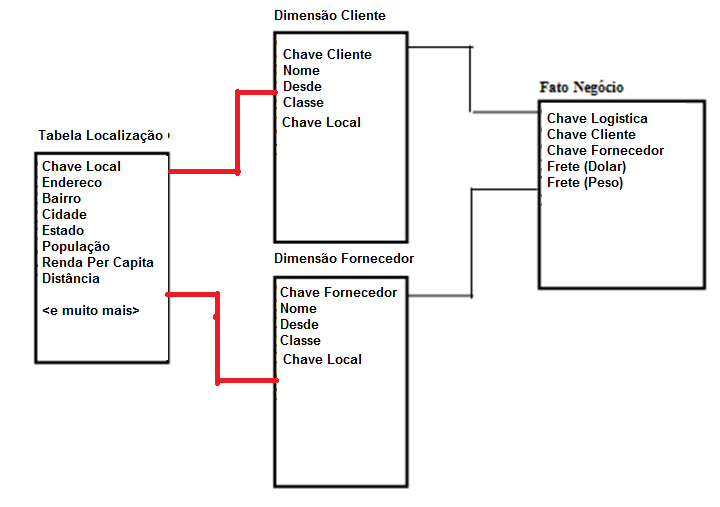 Dimensão Cliente
Chave Cliente
Nome
Desde
Classe
Chave Local
Fato Negócio
Chave Logistica
Chave Cliente
Chave Fornecedor
Frete (Dolar)
Frete (Peso)
Tabela Localização
Chave Local
Endereco
Bairro
Cidade
Estado
População
Renda Per Capita
Distância
<e muito mais>
Dimensão Fornecedor
Chave Fornecedor
Nome
Desde
Classe
Chave Local